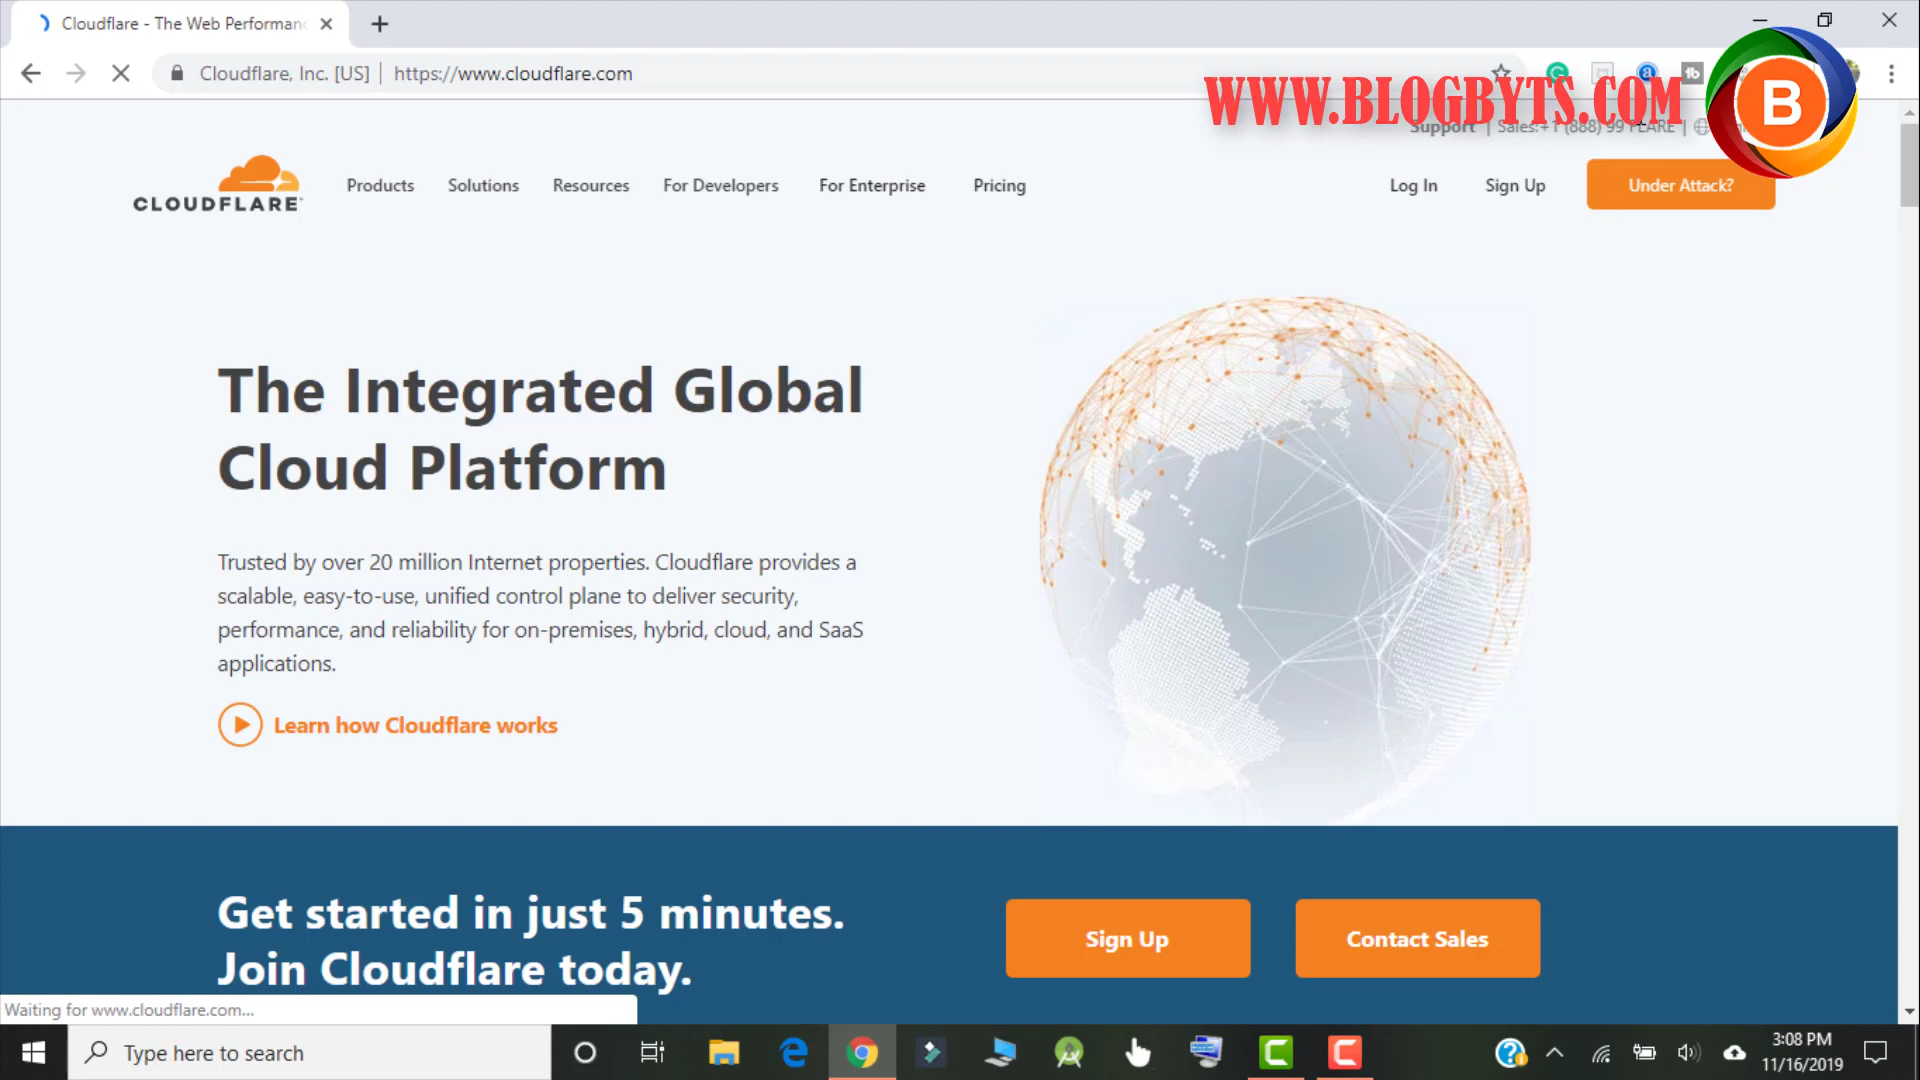 Cloudflare - The Web Performanc
Cloudflare, Inc. [US] | https://www.cloudflare.com
WWW.BLOGBYTS.COM
B
Support | Sales:+1 (888) 99 FLARE |
CLOUDFLARE
Products Solutions Resources For Developers For Enterprise Pricing Log In Sign Up Under Attack?
The Integrated Global
Cloud Platform
Trusted by over 20 million Internet properties. Cloudflare provides a
scalable, easy-to-use, unified control plane to deliver security,
performance, and reliability for on-premises, hybrid, cloud, and SaaS
applications.
Learn how Cloudflare works
Get started in just 5 minutes.
Join Cloudflare today.
Sign Up
Contact Sales
Waiting for www.cloudflare.com...
Type here to search
3:08 PM
11/16/2019